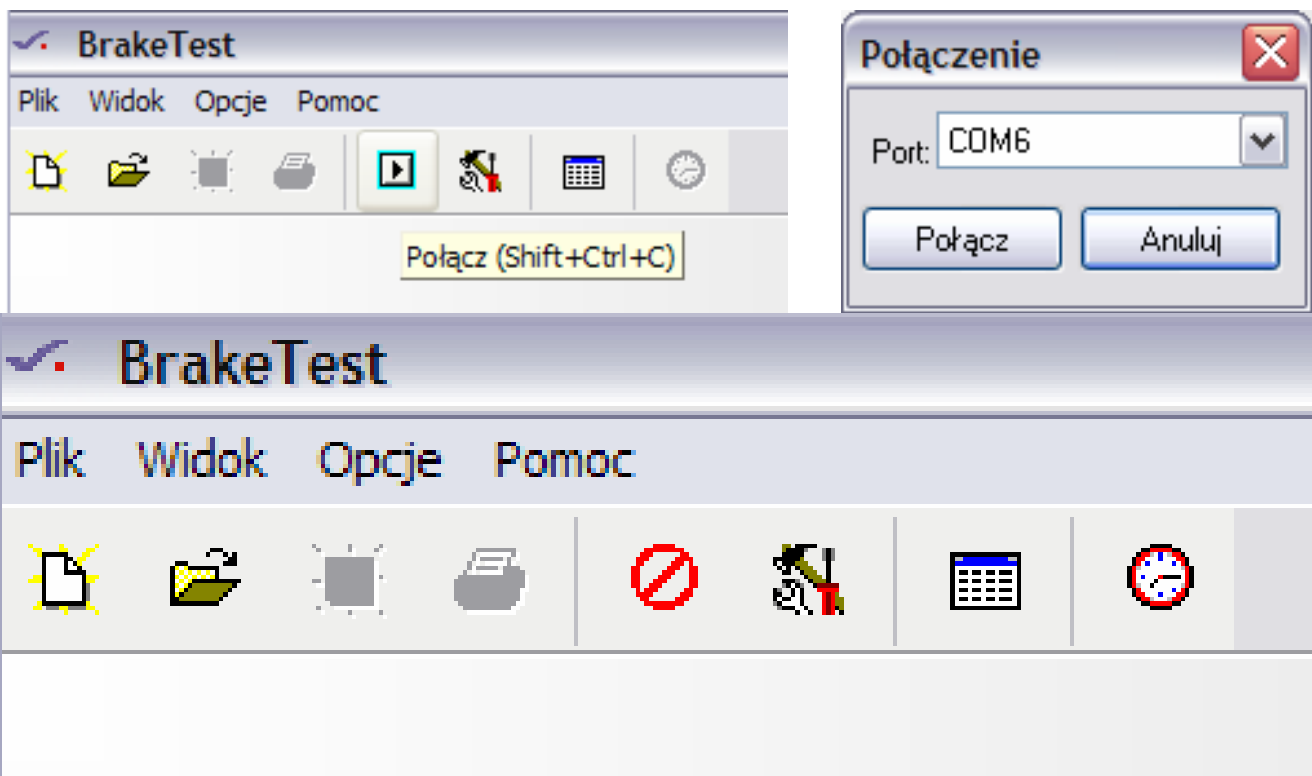 BrakeTest
Plik Widok Opcje Pomoc
Połącz (Shift+Ctrl+C)
Połączenie
Port: COM6
Połącz Anuluj
BrakeTest
Plik Widok Opcje Pomoc